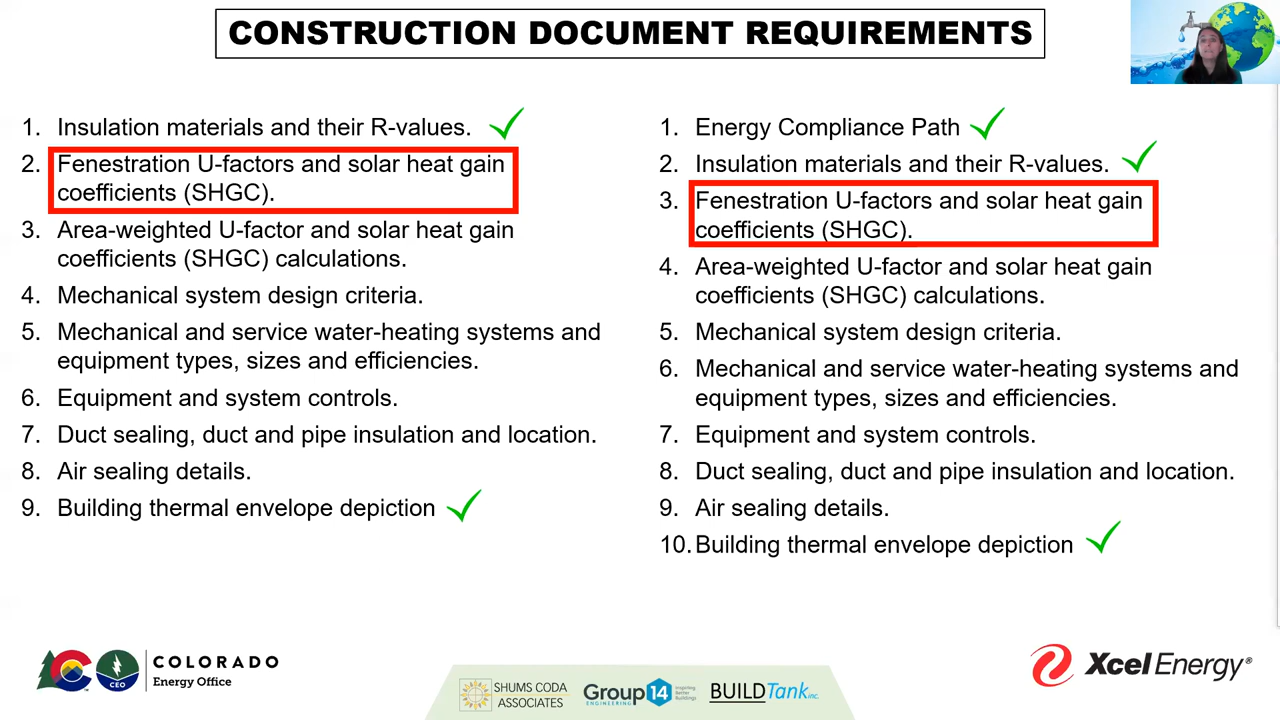 CONSTRUCTION DOCUMENT REQUIREMENTS
1. Insulation materials and their R-values.
2. Fenestration U-factors and solar heat gain
coefficients (SHGC).
3. Area-weighted U-factor and solar heat gain
coefficients (SHGC) calculations.
4. Mechanical system design criteria.
5. Mechanical and service water-heating systems and
equipment types, sizes and efficiencies.
6. Equipment and system controls.
7. Duct sealing, duct and pipe insulation and location.
8. Air sealing details.
9. Building thermal envelope depiction
1. Energy Compliance Path
2. Insulation materials and their R-values.
3. Fenestration U-factors and solar heat gain
coefficients (SHGC).
4. Area-weighted U-factor and solar heat gain
coefficients (SHGC) calculations.
5. Mechanical system design criteria.
6. Mechanical and service water-heating systems and
equipment types, sizes and efficiencies.
7. Equipment and system controls.
8. Duct sealing, duct and pipe insulation and location.
9. Air sealing details.
10. Building thermal envelope depiction
CEO
COLORADO
Energy Office
SHUMS CODA
ASSOCIATES
Group14
ENGINEERING
Inspiring
Better
Buildings
BUILDTank inc.
Xcel Energy®